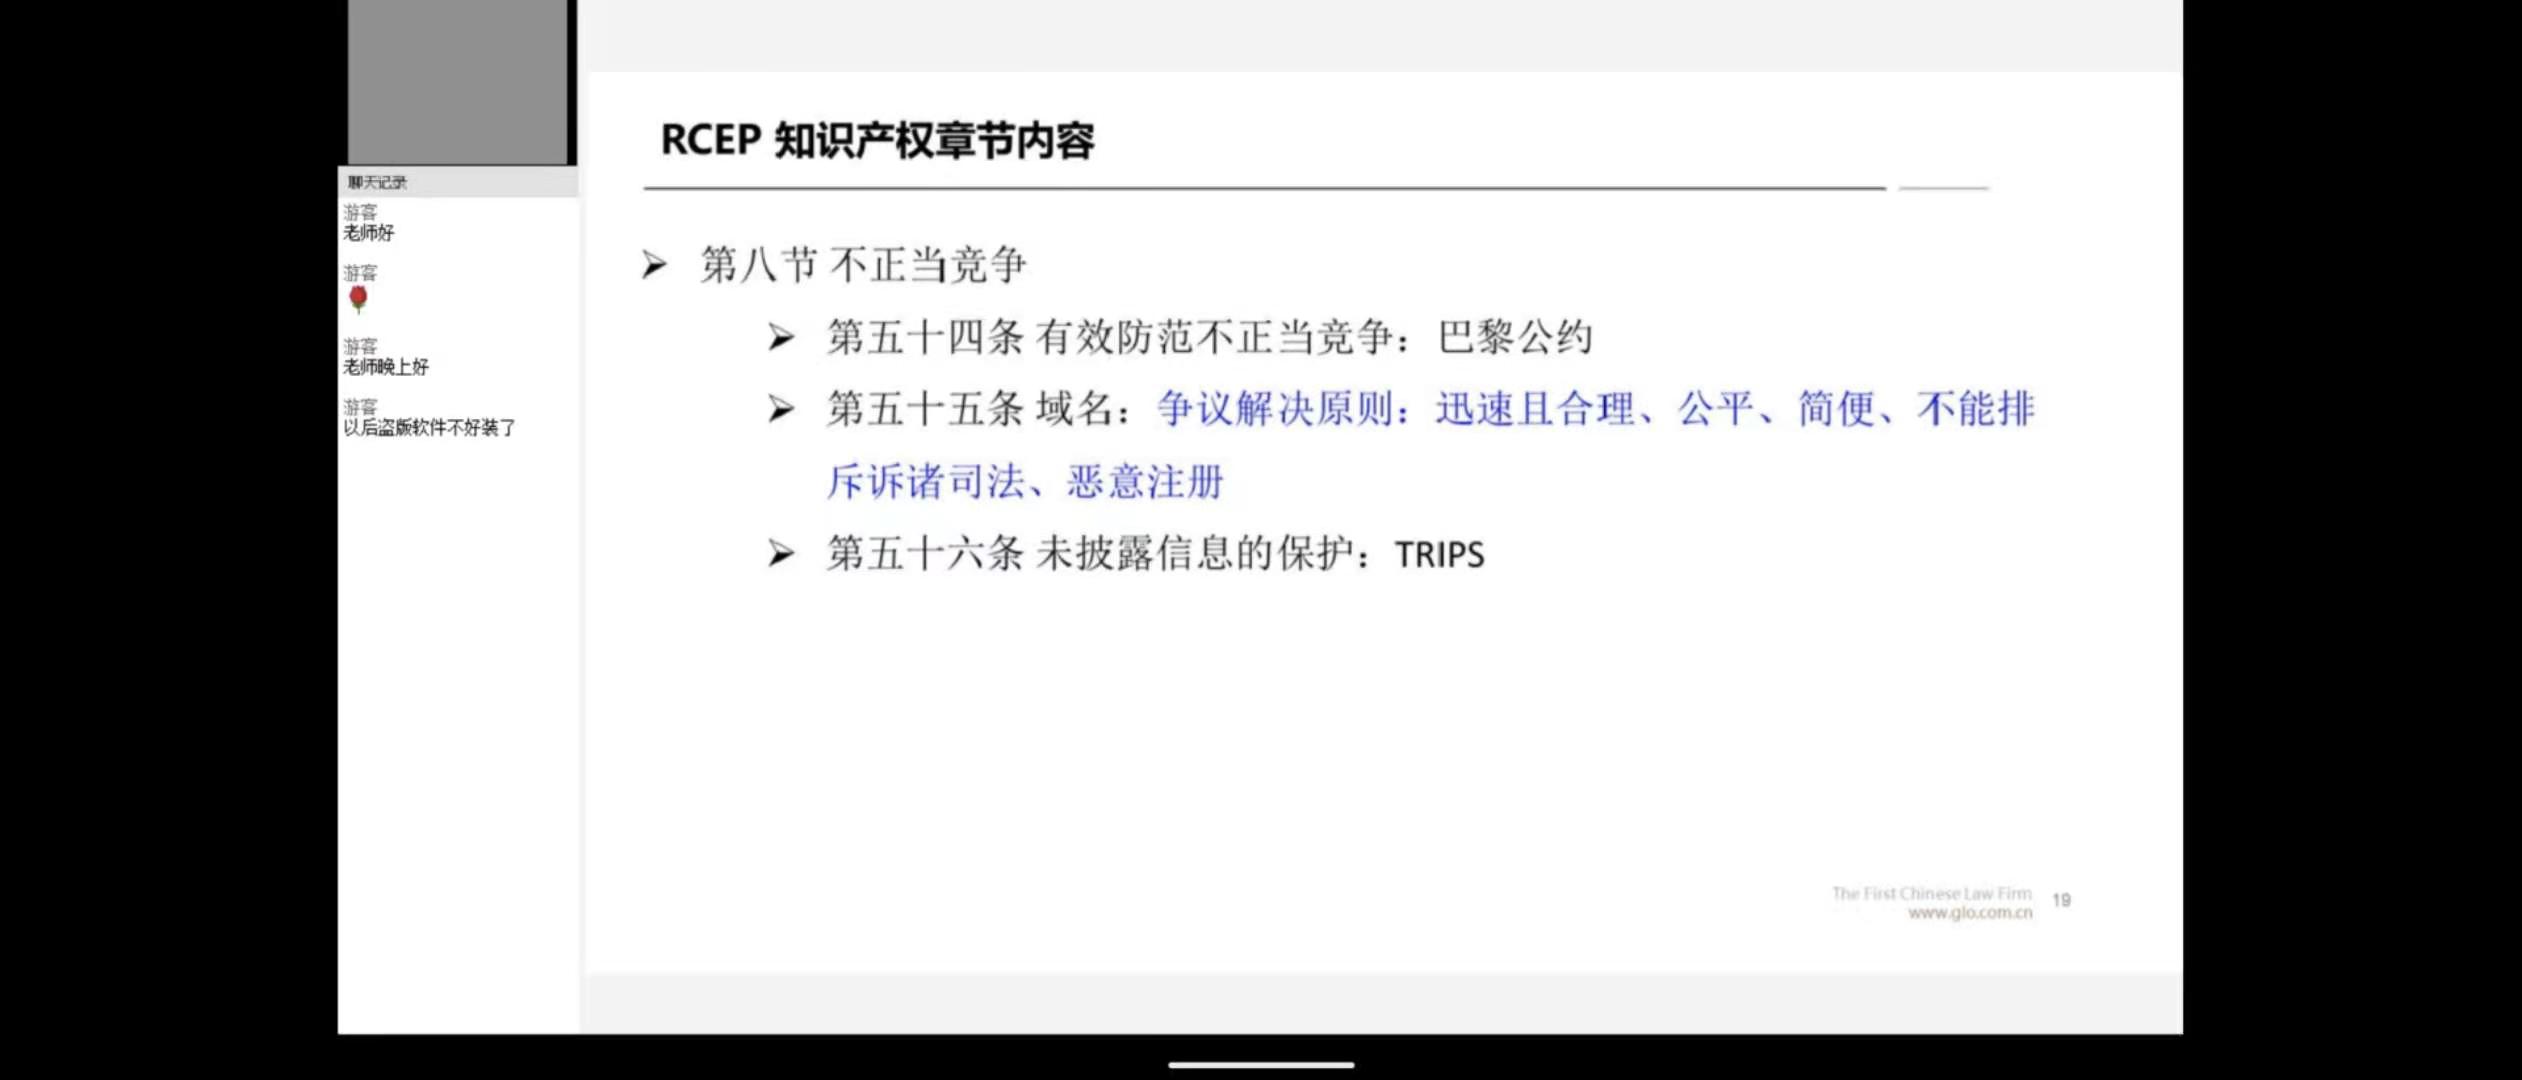 RCEP 知识产权章节内容
聊天记录
游客
老师好
游客
游客
老师晚上好
游客
以后盗版软件不好装了
第八节 不正当竞争
第五十四条 有效防范不正当竞争：巴黎公约
第五十五条 域名：争议解决原则：迅速且合理、公平、简便、不能排
斥诉诸司法、恶意注册
第五十六条 未披露信息的保护：TRIPS
The First Chinese Law Firm
www.glo.com.cn
19